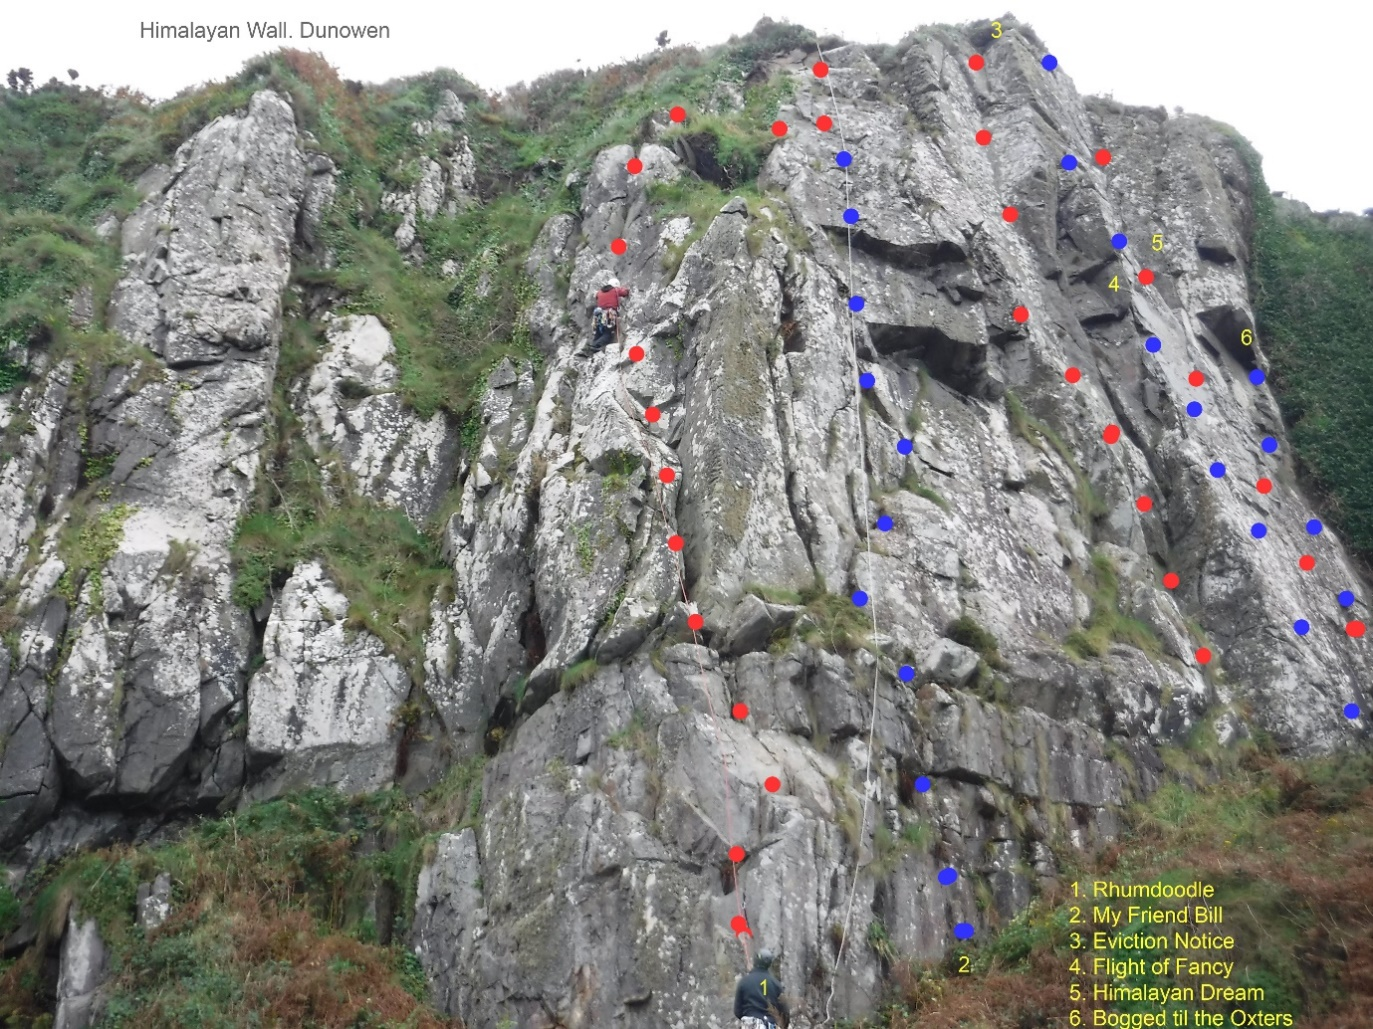 Himalayan Wall. Dunowen
3
5
4
6
2
1
1. Rhumdoodle
2. My Friend Bill
3. Eviction Notice
4. Flight of Fancy
5. Himalayan Dream
6. Bogged til the Oxters